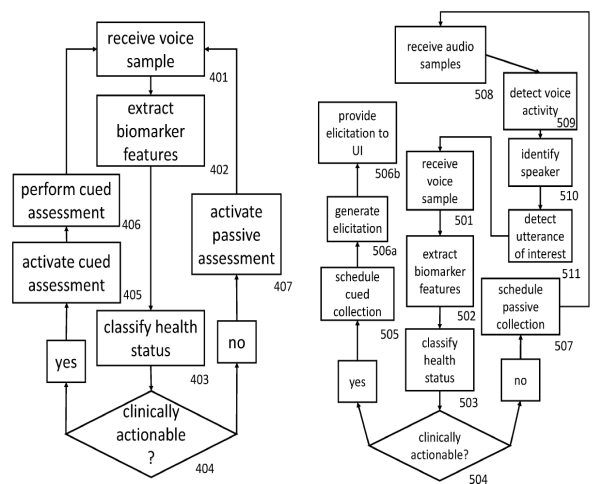 receive voice
sample
401
extract
biomarker
features
402
perform cued
assessment
406
activate
passive
assessment
407
activate cued
assessment
405
classify health
status
403
yes
no
clinically
actionable
?
404
receive audio
samples
508
detect voice
activity
509
provide
elicitation to
UI
506b
identify
speaker
510
receive
voice
sample
501
generate
elicitation
506a
detect
utterance
of interest
511
extract
biomarker
features
502
schedule
cued
collection
505
schedule
passive
collection
507
classify
health
status
503
yes
no
clinically
actionable?
504